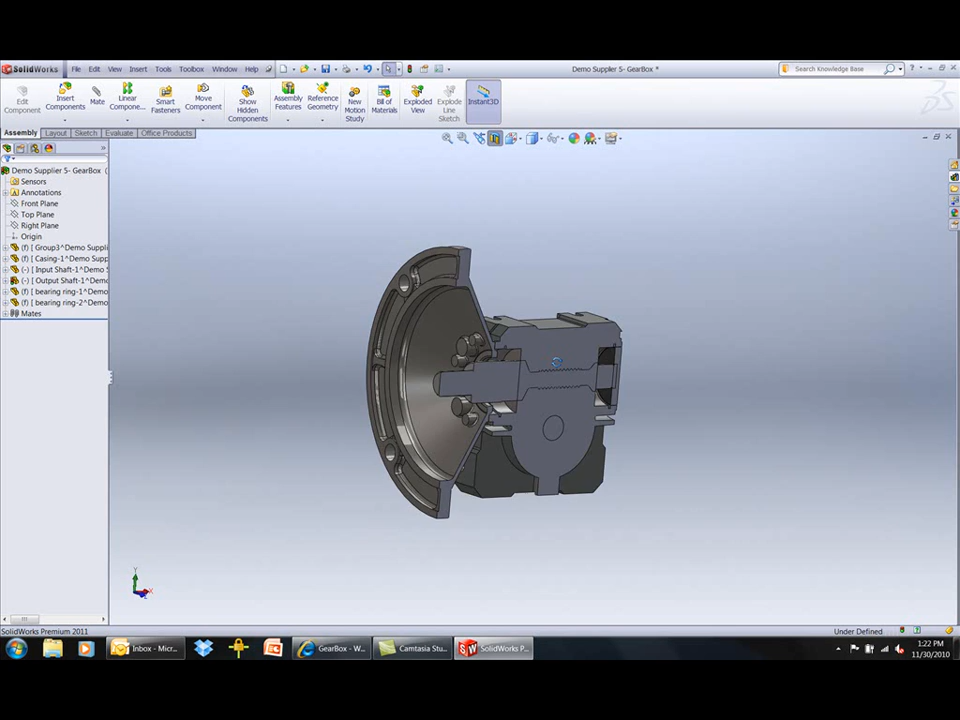 SolidWorks File Edit View Insert Tools Toolbox Window Help Demo Supplier 5- GearBox * Search Knowledge Base
Edit Component
Insert Components
Mate
Linear Compone...
Smart Fasteners
Move Component
Show Hidden Components
Assembly Features
Reference Geometry
New Motion Study
Bill of Materials
Exploded View
Explode Line Sketch
Instant3D
Assembly Layout Sketch Evaluate Office Products
Demo Supplier 5- GearBox (
Sensors
Annotations
Front Plane
Top Plane
Right Plane
Origin
(f) [ Group3^Demo Suppli
(f) [ Casing-1^Demo Suppl
(-) [ Input Shaft-1^Demo S
(-) [ Output Shaft-1^Demo
(f) [ bearing ring-1^Demo
(f) [ bearing ring-2^Demo
Mates
Y
X
Z
SolidWorks Premium 2011 Under Defined
Inbox - Micr... GearBox - W... Camtasia Stu... SolidWorks P... 1:22 PM
11/30/2010